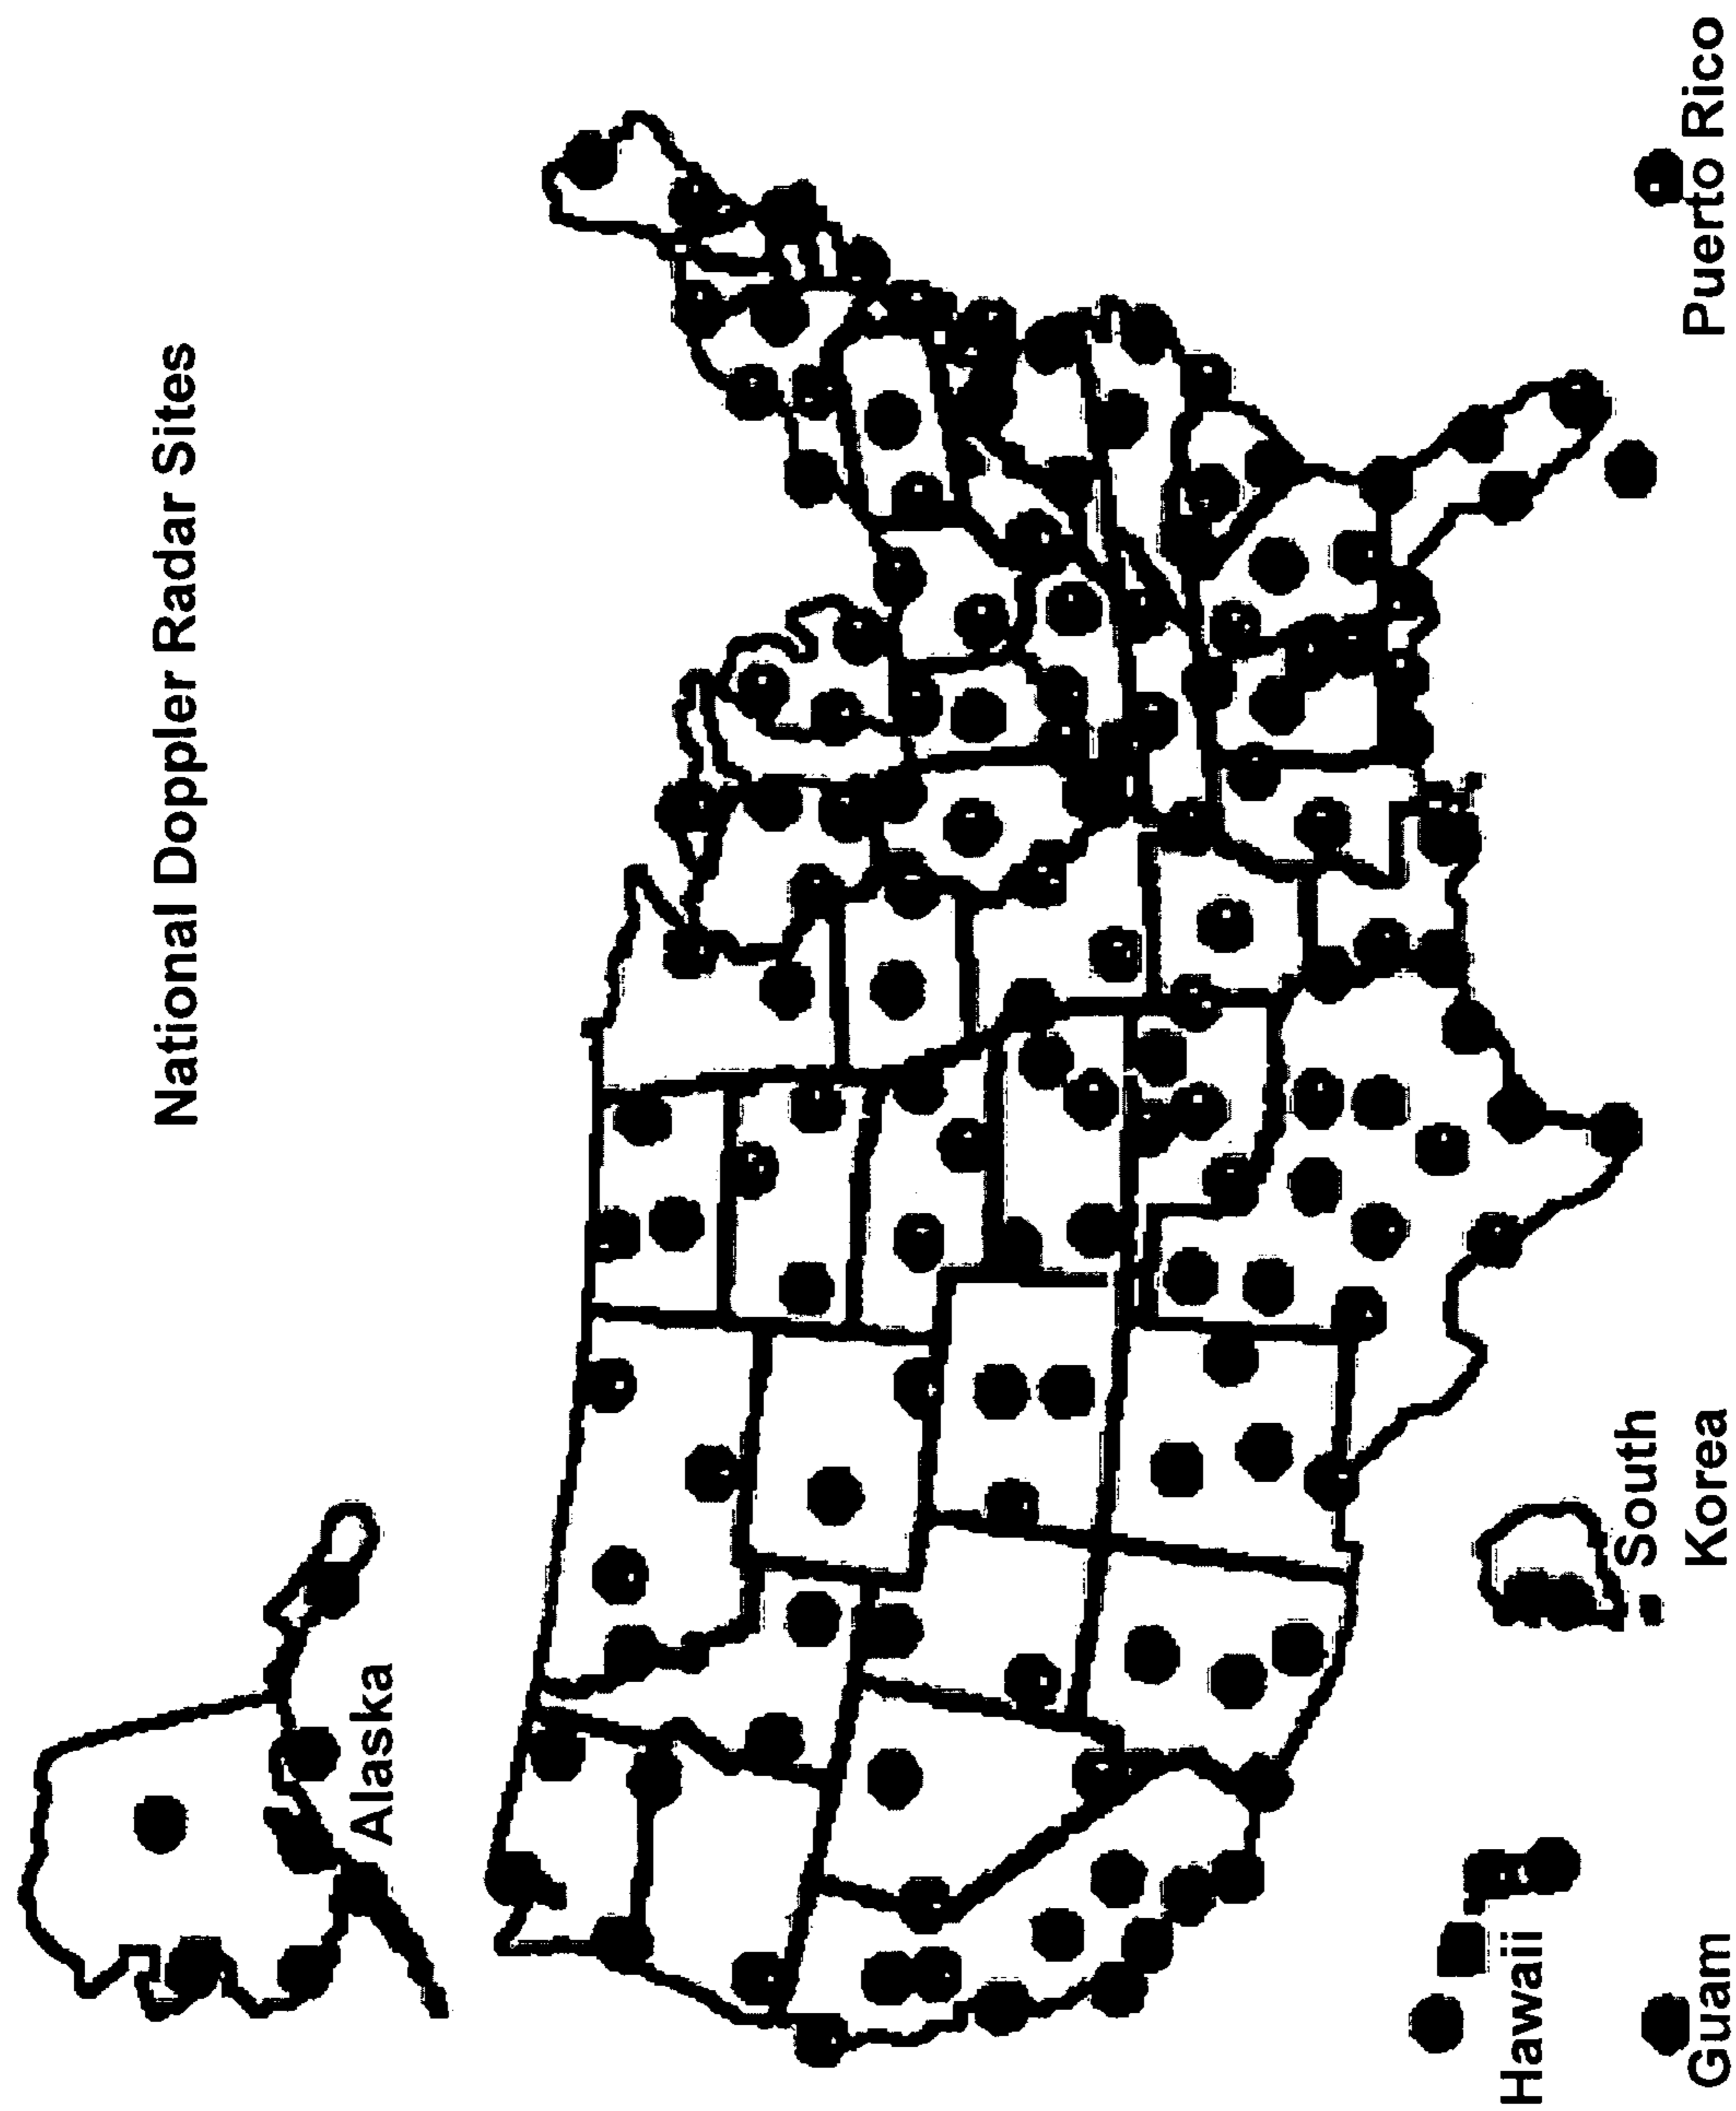 National Doppler Radar Sites
Alaska
Hawaii
Guam
South
Korea
Puerto Rico